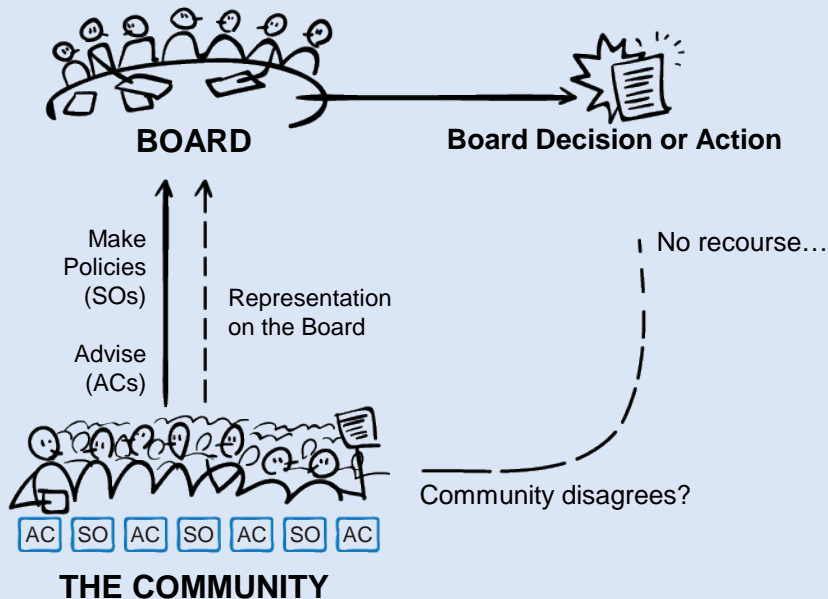 BOARD
Board Decision or Action
Make
Policies
(SOs)
Advise
(ACs)
Representation
on the Board
No recourse…
Community disagrees?
AC SO AC SO AC SO AC
THE COMMUNITY